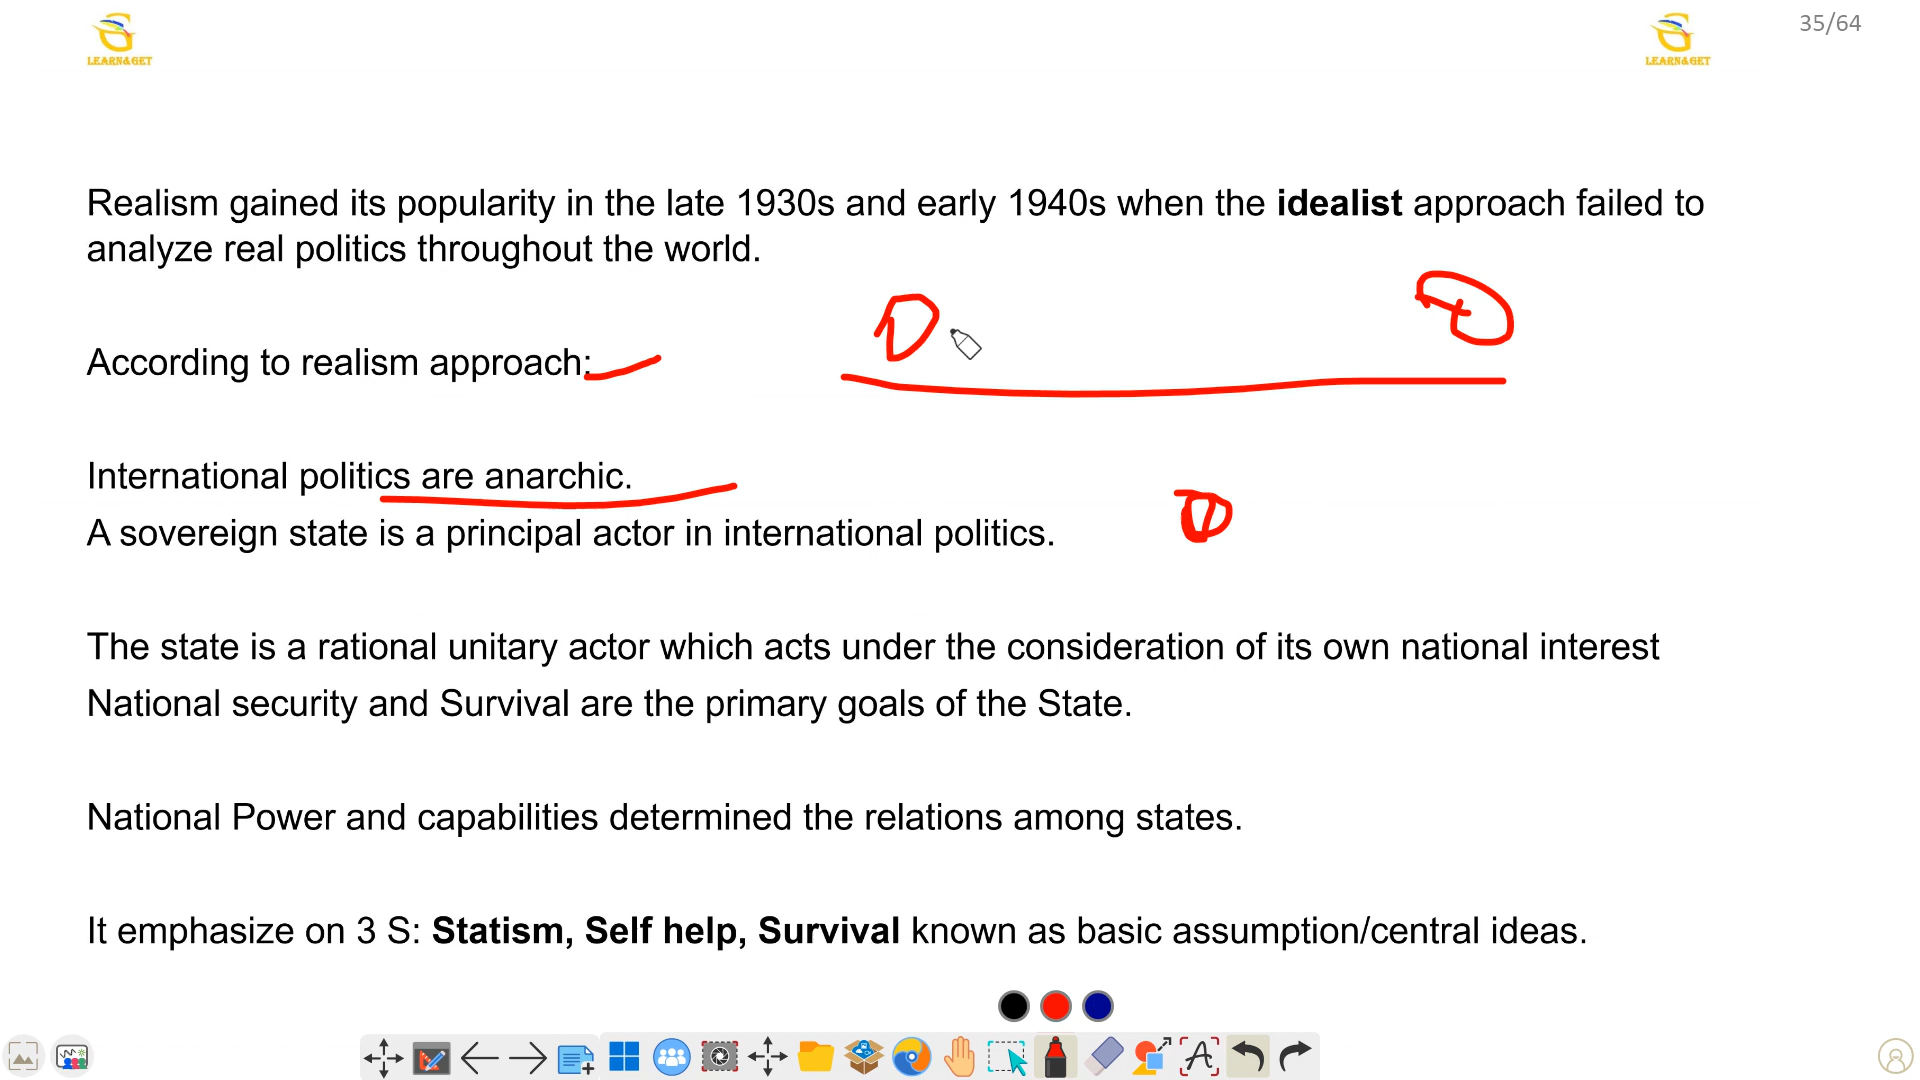 LEARN&GET
LEARN&GET
35/64
Realism gained its popularity in the late 1930s and early 1940s when the idealist approach failed to
analyze real politics throughout the world.
According to realism approach:
International politics are anarchic.
A sovereign state is a principal actor in international politics.
The state is a rational unitary actor which acts under the consideration of its own national interest
National security and Survival are the primary goals of the State.
National Power and capabilities determined the relations among states.
It emphasize on 3 S: Statism, Self help, Survival known as basic assumption/central ideas.